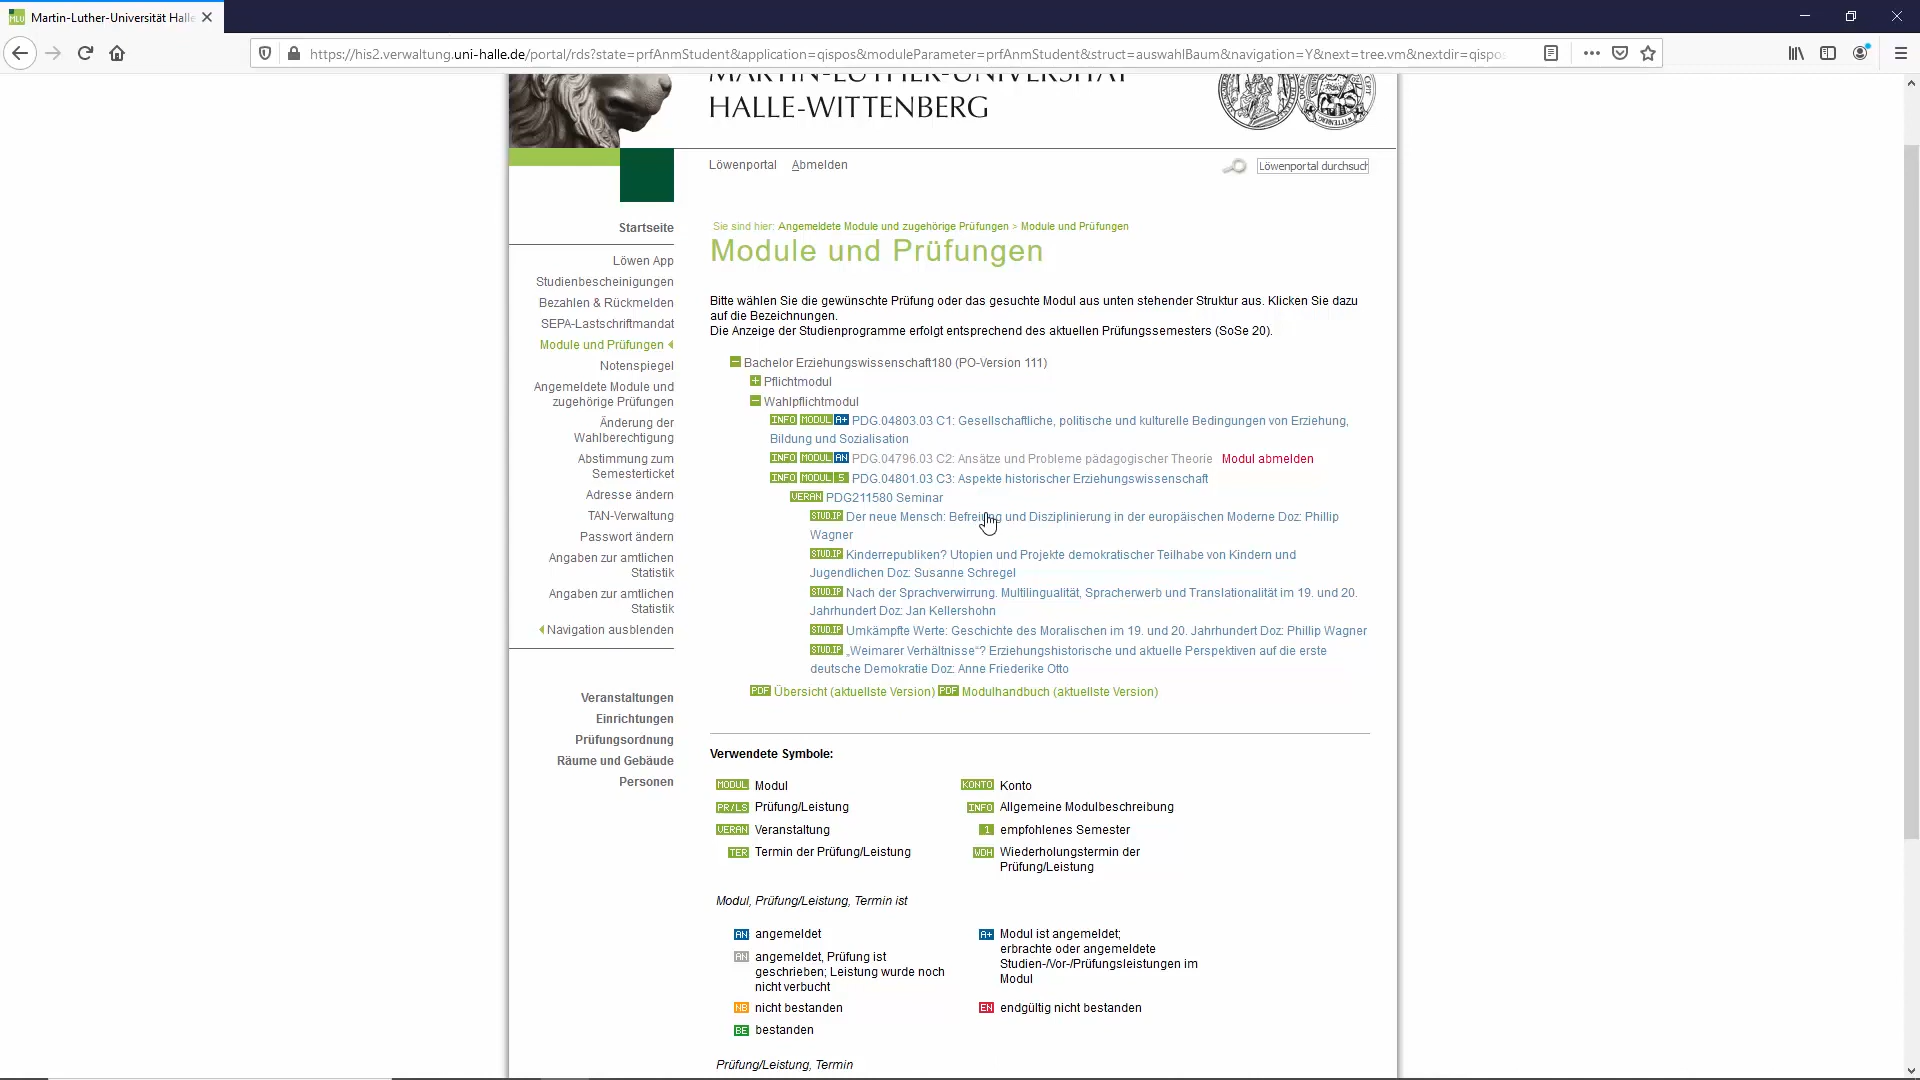 Martin-Luther-Universität Halle
https://his2.verwaltung.uni-halle.de/portal/rds?state=prfAnmStudent&application=qispos&moduleParameter=prfAnmStudent&struct=auswahlBaum&navigation=Y&next=tree.vm&nextdir=qispos
MARTIN-LUTHER-UNIVERSITÄT
HALLE-WITTENBERG
Löwenportal Abmelden
Löwenportal durchsuch
Startseite
Löwen App
Studienbescheinigungen
Bezahlen & Rückmelden
SEPA-Lastschriftmandat
Module und Prüfungen
Notenspiegel
Angemeldete Module und
zugehörige Prüfungen
Änderung der
Wahlberechtigung
Abstimmung zum
Semesterticket
Adresse ändern
TAN-Verwaltung
Passwort ändern
Angaben zur amtlichen
Statistik
Angaben zur amtlichen
Statistik
Navigation ausblenden
Veranstaltungen
Einrichtungen
Prüfungsordnung
Räume und Gebäude
Personen
Sie sind hier: Angemeldete Module und zugehörige Prüfungen > Module und Prüfungen
Module und Prüfungen
Bitte wählen Sie die gewünschte Prüfung oder das gesuchte Modul aus unten stehender Struktur aus. Klicken Sie dazu
auf die Bezeichnungen.
Die Anzeige der Studienprogramme erfolgt entsprechend des aktuellen Prüfungssemesters (SoSe 20).
Bachelor Erziehungswissenschaft180 (PO-Version 111)
Pflichtmodul
Wahlpflichtmodul
INFO MODUL A+ PDG.04803.03 C1: Gesellschaftliche, politische und kulturelle Bedingungen von Erziehung,
Bildung und Sozialisation
INFO MODUL AN PDG.04796.03 C2: Ansätze und Probleme pädagogischer Theorie Modul abmelden
INFO MODUL 5 PDG.04801.03 C3: Aspekte historischer Erziehungswissenschaft
VERAN PDG211580 Seminar
STUD.IP Der neue Mensch: Befreiung und Disziplinierung in der europäischen Moderne Doz: Phillip
Wagner
STUD.IP Kinderrepubliken? Utopien und Projekte demokratischer Teilhabe von Kindern und
Jugendlichen Doz: Susanne Schregel
STUD.IP Nach der Sprachverwirrung. Multilingualität, Spracherwerb und Translationalität im 19. und 20.
Jahrhundert Doz: Jan Kellershohn
STUD.IP Umkämpfte Werte: Geschichte des Moralischen im 19. und 20. Jahrhundert Doz: Phillip Wagner
STUD.IP „Weimarer Verhältnisse“? Erziehungshistorische und aktuelle Perspektiven auf die erste
deutsche Demokratie Doz: Anne Friederike Otto
PDF Übersicht (aktuellste Version) PDF Modulhandbuch (aktuellste Version)
Verwendete Symbole:
MODUL Modul
KONTO Konto
PR/LS Prüfung/Leistung
INFO Allgemeine Modulbeschreibung
VERAN Veranstaltung
1 empfohlenes Semester
TER Termin der Prüfung/Leistung
WDH Wiederholungstermin der
Prüfung/Leistung
Modul, Prüfung/Leistung, Termin ist
AN angemeldet
A+ Modul ist angemeldet;
erbrachte oder angemeldete
Studien-/Vor-/Prüfungsleistungen im
Modul
AN angemeldet, Prüfung ist
geschrieben; Leistung wurde noch
nicht verbucht
NB nicht bestanden
EN endgültig nicht bestanden
BE bestanden
Prüfung/Leistung, Termin